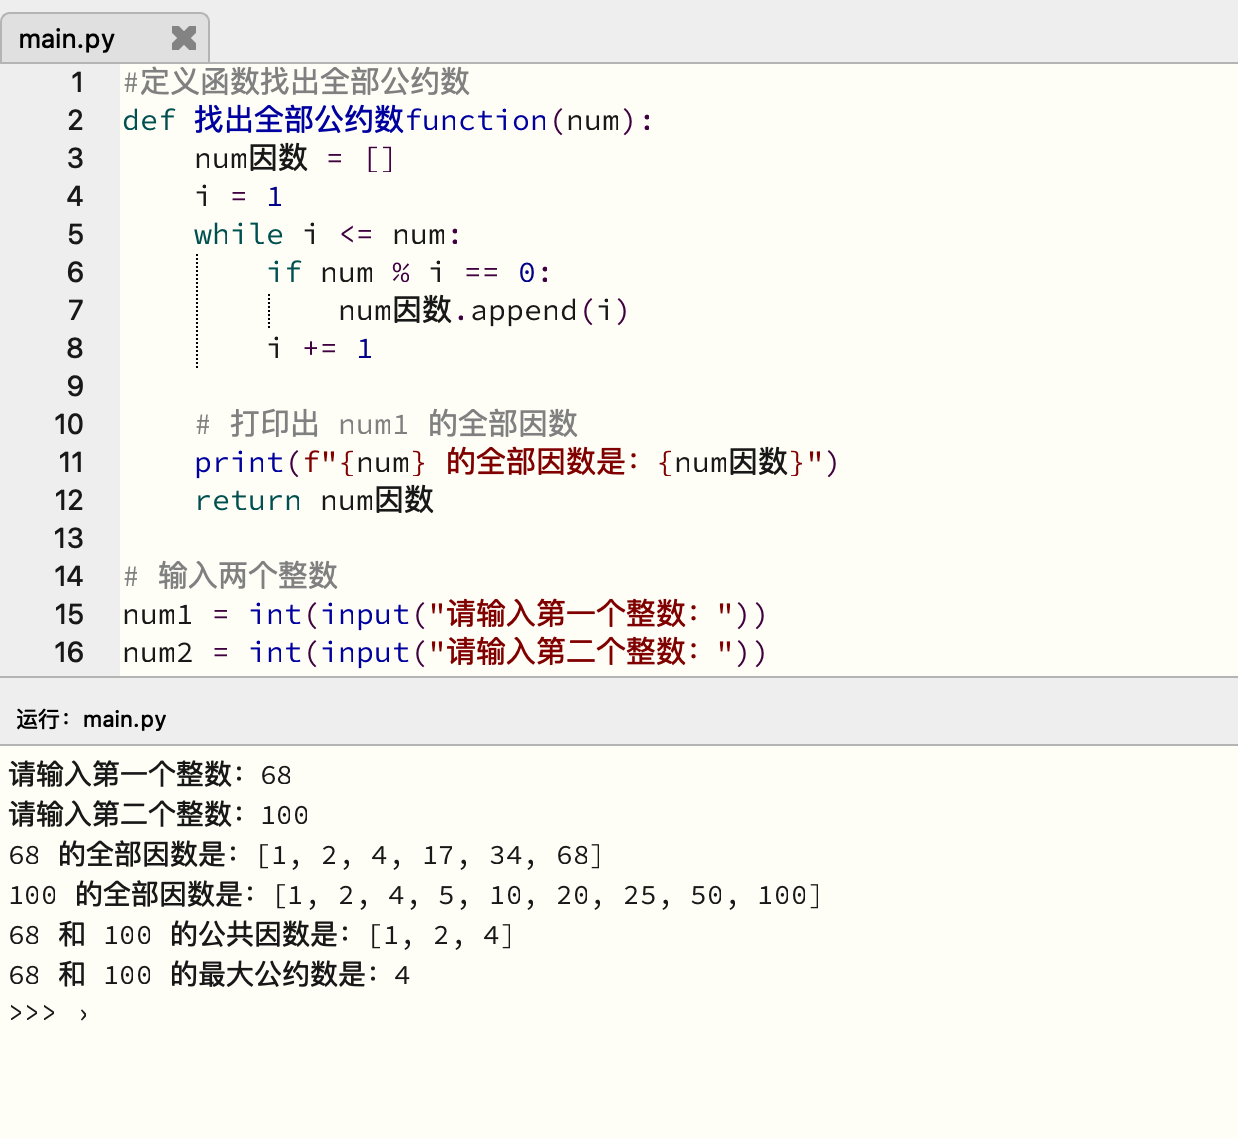 main.py
1 #定义函数找出全部公约数
2 def 找出全部公约数function(num):
3     num因数 = []
4     i = 1
5     while i <= num:
6         if num % i == 0:
7             num因数.append(i)
8         i += 1
9
10     # 打印出 num1 的全部因数
11     print(f"{num} 的全部因数是：{num因数}")
12     return num因数
13
14 # 输入两个整数
15 num1 = int(input("请输入第一个整数："))
16 num2 = int(input("请输入第二个整数："))
运行：main.py
请输入第一个整数：68
请输入第二个整数：100
68 的全部因数是：[1, 2, 4, 17, 34, 68]
100 的全部因数是：[1, 2, 4, 5, 10, 20, 25, 50, 100]
68 和 100 的公共因数是：[1, 2, 4]
68 和 100 的最大公约数是：4
>>> ›